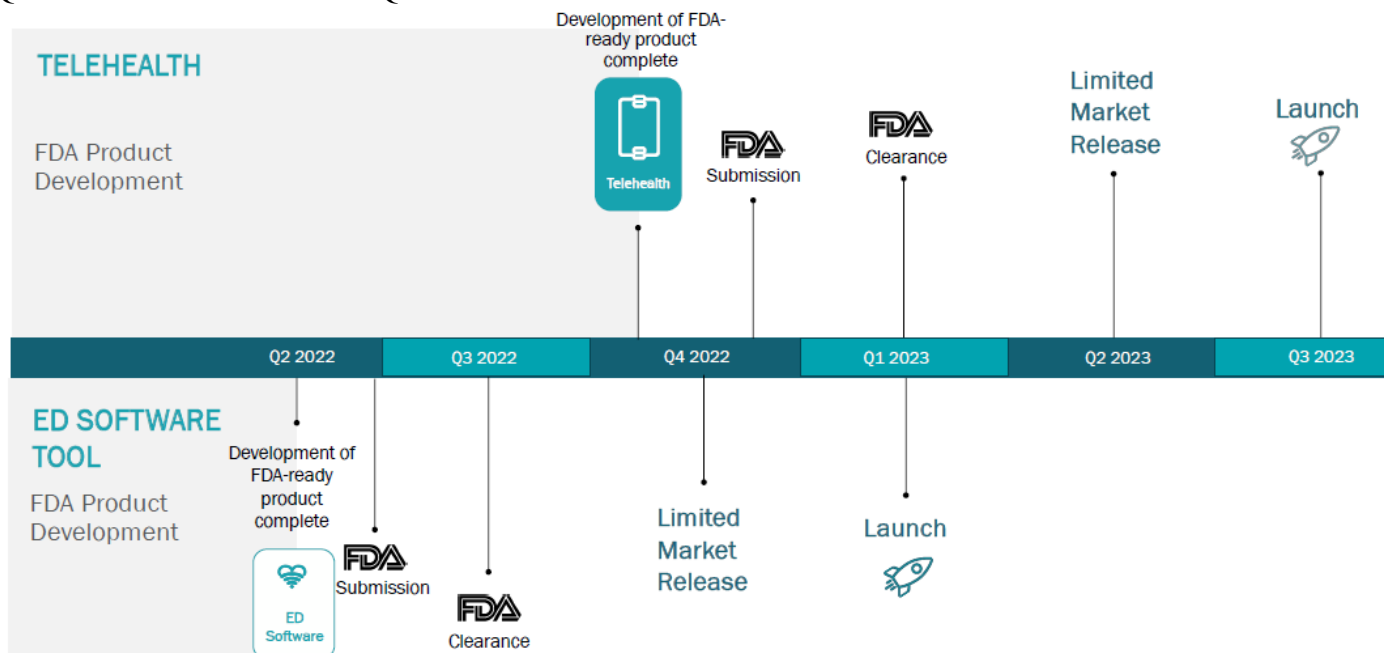 Development of FDA-
ready product
complete
TELEHEALTH
FDA Product
Development
Telehealth
FDA
Submission
FDA
Clearance
Limited
Market
Release
Launch
Q2 2022
Q3 2022
Q4 2022
Q1 2023
Q2 2023
Q3 2023
ED SOFTWARE
TOOL
FDA Product
Development
Development of
FDA-ready
product
complete
ED
Software
FDA
Submission
FDA
Clearance
Limited
Market
Release
Launch